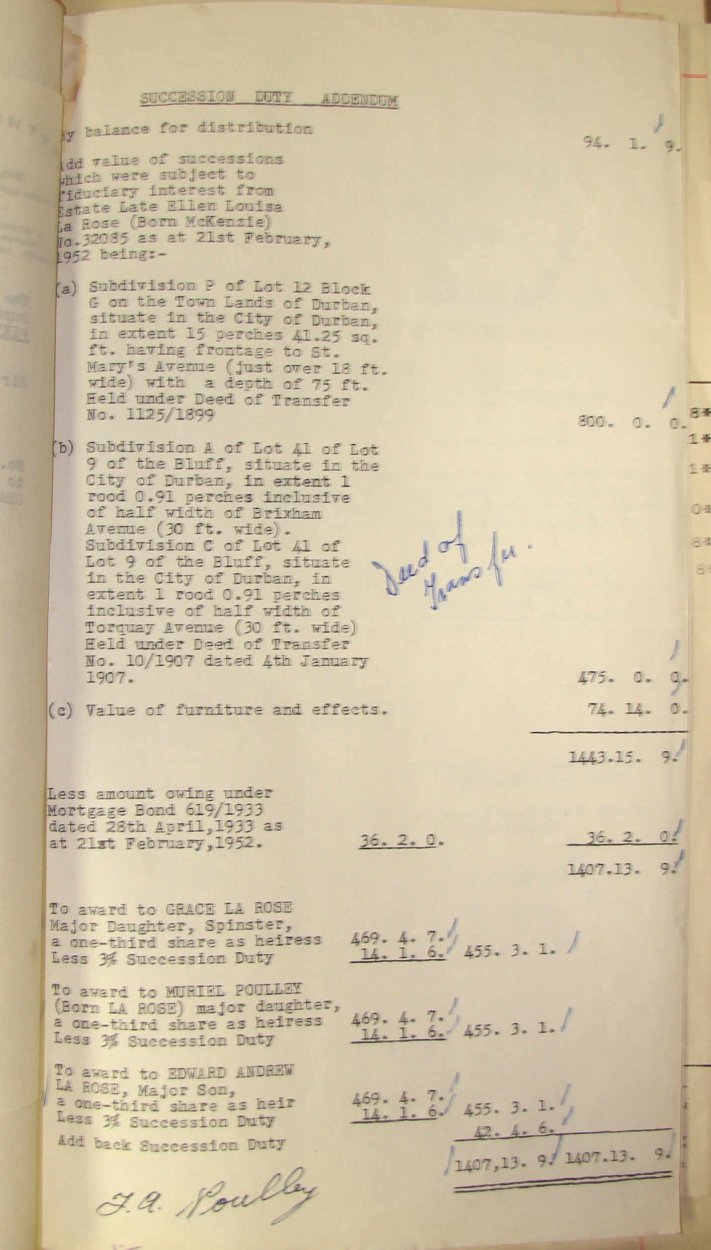 SUCCESSION DUTY ADDENDUM
By balance for distribution 94. 1. 9.
Add value of successions
which were subject to
fiduciary interest from
Estate Late Ellen Louisa
La Rose (Born McKenzie)
No.32085 as at 21st February,
1952 being:-
(a) Subdivision P of Lot 12 Block
G on the Town Lands of Durban,
situate in the City of Durban,
in extent 15 perches 41.25 sq.
ft. having frontage to St.
Mary's Avenue (just over 18 ft.
wide) with a depth of 75 ft.
Held under Deed of Transfer
No. 1125/1899 800. 0. 0.
(b) Subdivision A of Lot 41 of Lot
9 of the Bluff, situate in the
City of Durban, in extent 1
rood 0.91 perches inclusive
of half width of Brixham
Avenue (30 ft. wide).
Subdivision C of Lot 41 of
Lot 9 of the Bluff, situate
in the City of Durban, in
extent 1 rood 0.91 perches
inclusive of half width of
Torquay Avenue (30 ft. wide)
Held under Deed of Transfer
No. 10/1907 dated 4th January
1907. 475. 0. 0.
Deed of
Transfer.
(c) Value of furniture and effects. 74. 14. 0.
1443.15. 9.
Less amount owing under
Mortgage Bond 619/1933
dated 28th April,1933 as
at 21st February,1952. 36. 2. 0. 36. 2. 0.
1407.13. 9.
To award to GRACE LA ROSE
Major Daughter, Spinster,
a one-third share as heiress 469. 4. 7.
Less 3% Succession Duty 14. 1. 6. 455. 3. 1.
To award to MURIEL POULLEY
(Born LA ROSE) major daughter,
a one-third share as heiress 469. 4. 7.
Less 3% Succession Duty 14. 1. 6. 455. 3. 1.
To award to EDWARD ANDREW
LA ROSE, Major Son,
a one-third share as heir 469. 4. 7.
Less 3% Succession Duty 14. 1. 6. 455. 3. 1.
Add back Succession Duty 42. 4. 6.
1407,13. 9. 1407.13. 9.
J.A. Poulley